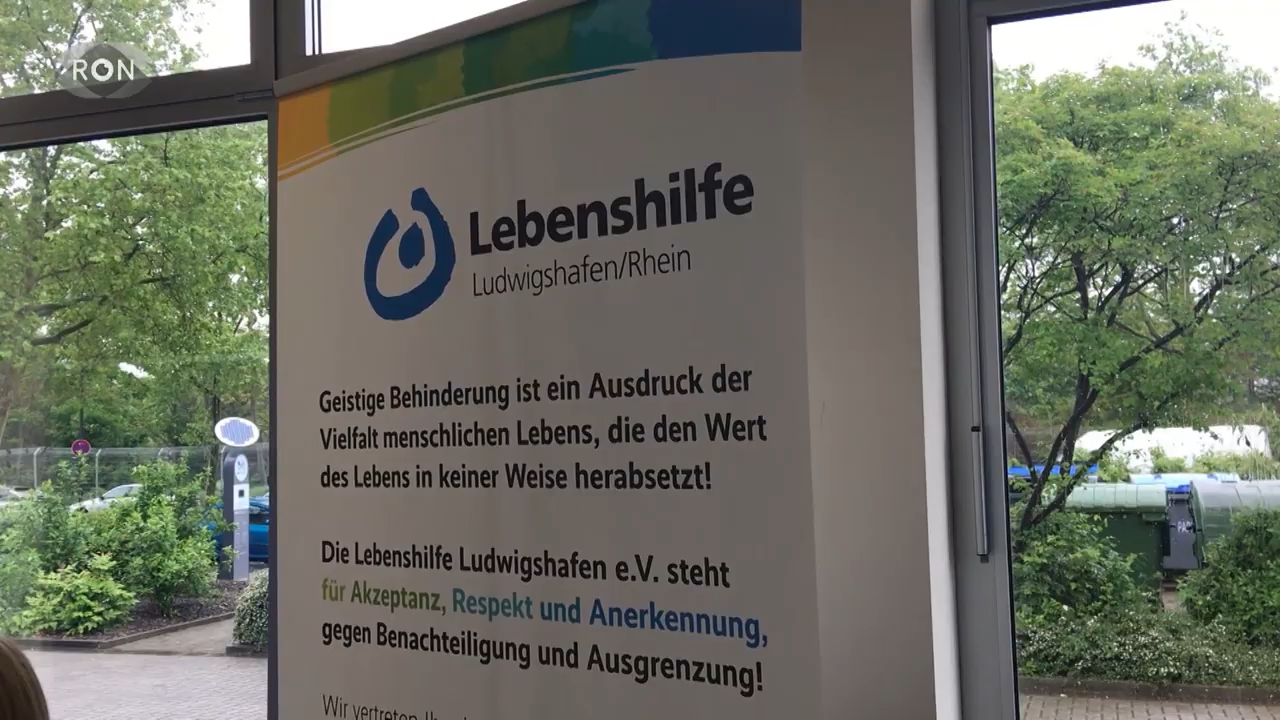 RON
Lebenshilfe
Ludwigshafen/Rhein
Geistige Behinderung ist ein Ausdruck der
Vielfalt menschlichen Lebens, die den Wert
des Lebens in keiner Weise herabsetzt!
Die Lebenshilfe Ludwigshafen e.V. steht
für Akzeptanz, Respekt und Anerkennung,
gegen Benachteiligung und Ausgrenzung!
Wir vertreten